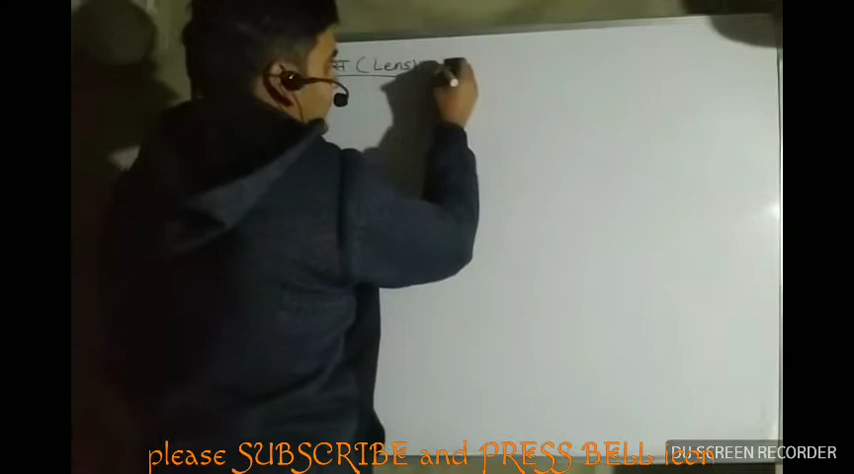 (Lens)
please SUBSCRIBE and PRESS BELL icon
DU SCREEN RECORDER